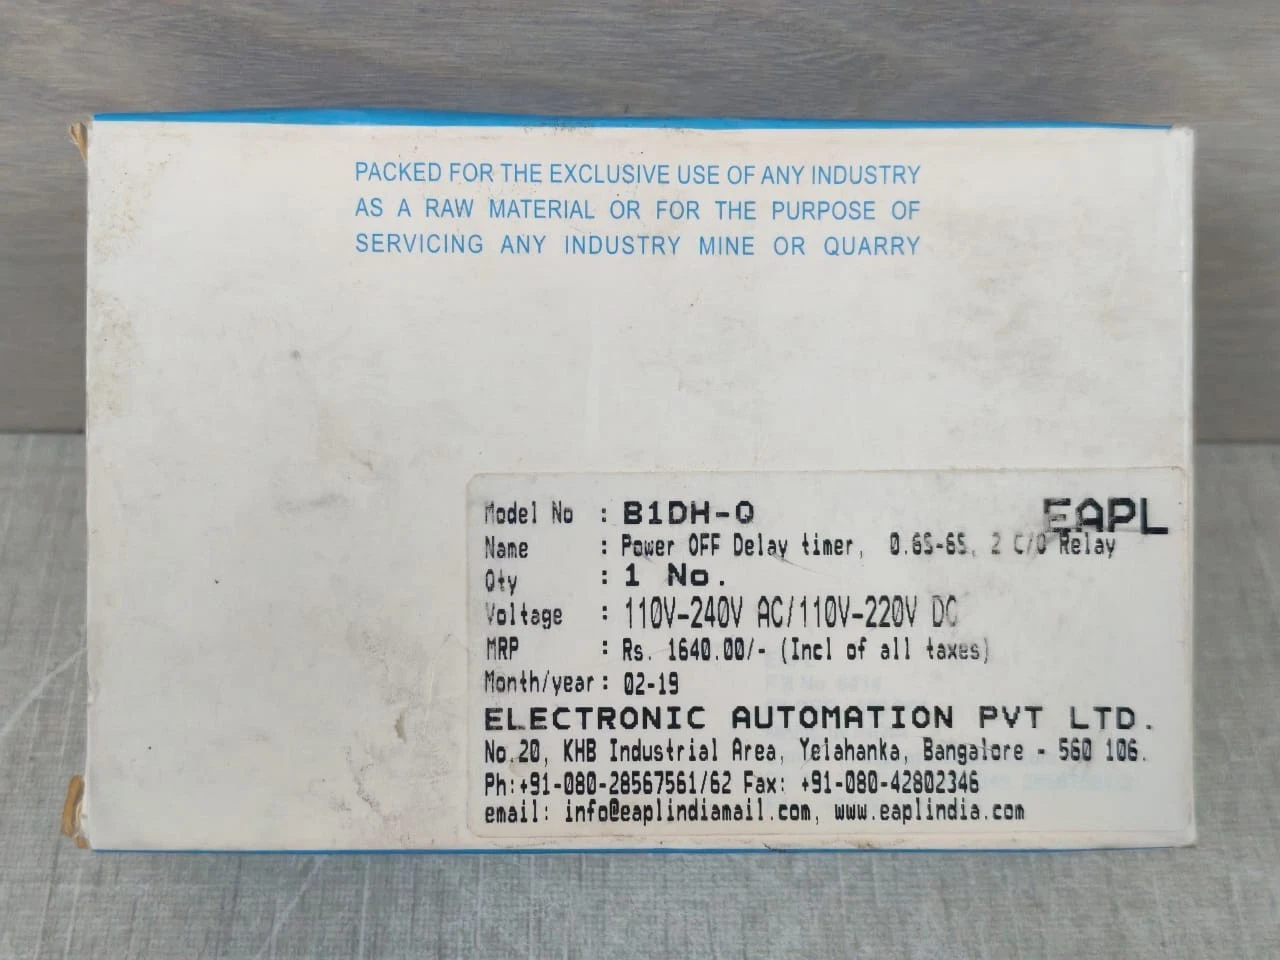 PACKED FOR THE EXCLUSIVE USE OF ANY INDUSTRY
AS A RAW MATERIAL OR FOR THE PURPOSE OF
SERVICING ANY INDUSTRY MINE OR QUARRY
Model No : B1DH-Q EAPL
Name : Power OFF Delay timer, 0.6S-6S, 2 C/O Relay
Qty : 1 No.
Voltage : 110V-240V AC/110V-220V DC
MRP : Rs. 1640.00/- (Incl of all taxes)
Month/year : 02-19
ELECTRONIC AUTOMATION PVT LTD.
No.20, KHB Industrial Area, Yelahanka, Bangalore - 560 106.
Ph:+91-080-28567561/62 Fax: +91-080-42802346
email: info@eaplindiamail.com, www.eaplindia.com